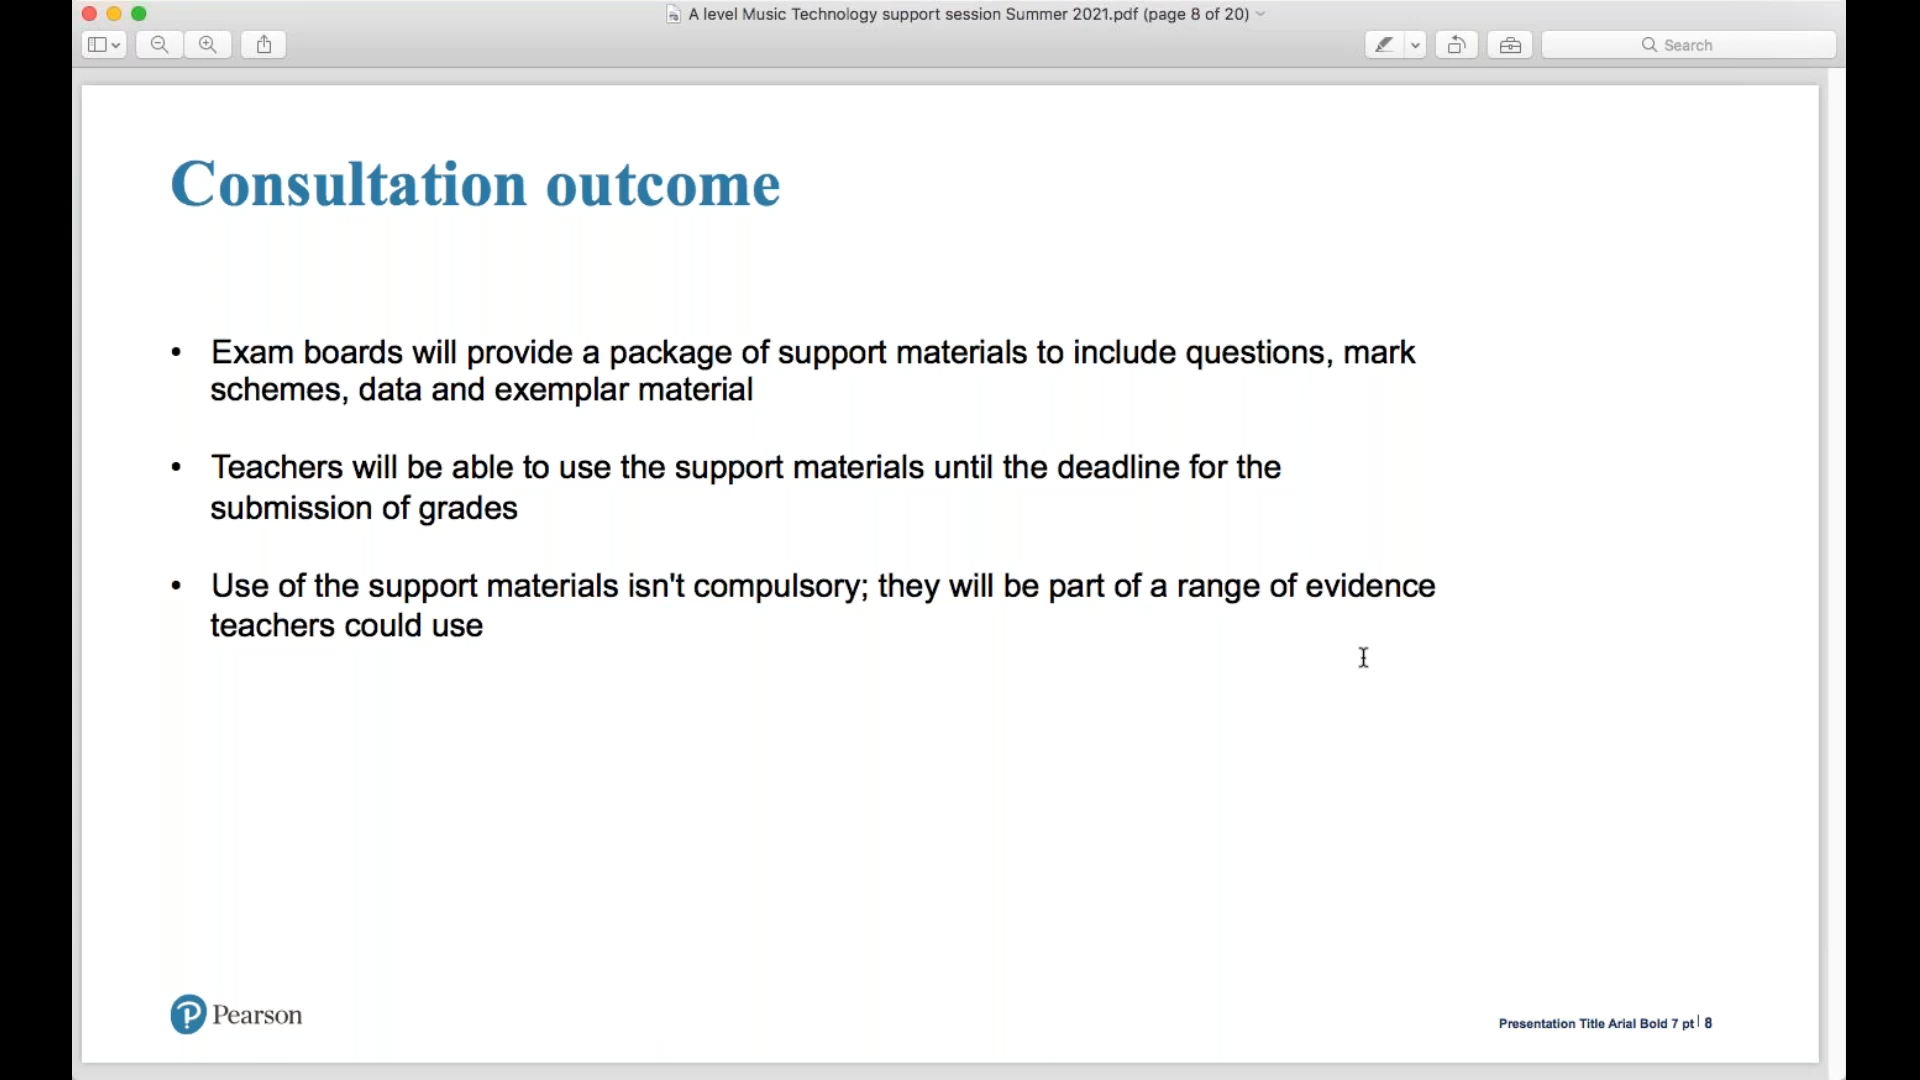 A level Music Technology support session Summer 2021.pdf (page 8 of 20)
Search
Consultation outcome
• Exam boards will provide a package of support materials to include questions, mark
schemes, data and exemplar material
• Teachers will be able to use the support materials until the deadline for the
submission of grades
• Use of the support materials isn't compulsory; they will be part of a range of evidence
teachers could use
Pearson
Presentation Title Arial Bold 7 pt | 8